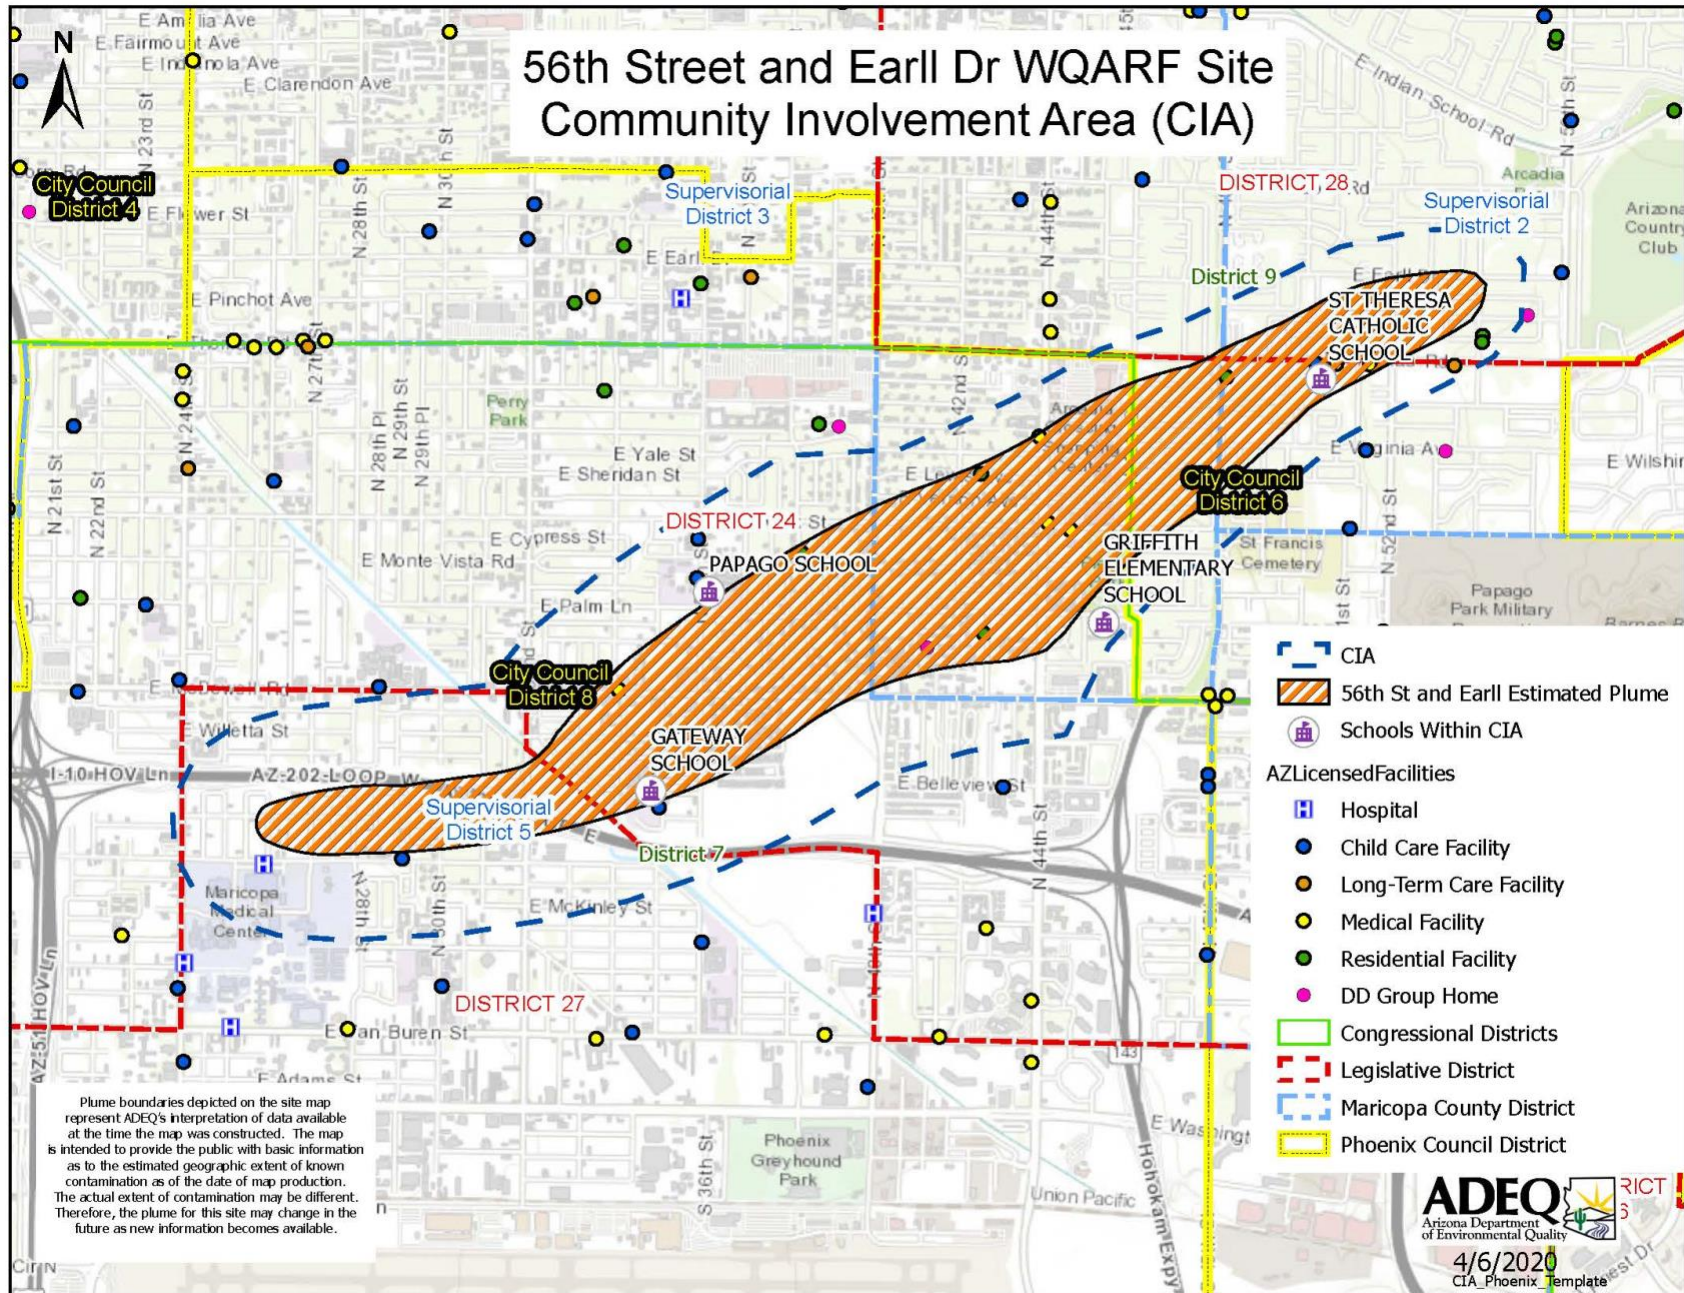 56th Street and Earll Dr WQARF Site
Community Involvement Area (CIA)
N
E Fairmount Ave
E Clarendon Ave
N 23rd St
N 30th St
E Indian School Rd
N 56th St
City Council
District 4
E Flower St
N 28th St
Supervisorial
District 3
N 44th St
DISTRICT 28
Rd
Supervisorial
District 2
Arcadia
Arizona
Country
Club
E Pinchot Ave
District 9
ST THERESA
CATHOLIC
SCHOOL
N 27th St
N 24th St
N 28th Pl
N 29th St
N 29th Pl
Perry
Park
N 42nd St
E Yale St
E Sheridan St
E Virginia Ave
E Wilshir
N 21st St
N 22nd St
City Council
District 6
DISTRICT 24
St
E Cypress St
E Monte Vista Rd
PAPAGO SCHOOL
GRIFFITH
ELEMENTARY
SCHOOL
St Francis
Cemetery
N 52nd St
E Palm Ln
Papago
Park Military
City Council
District 8
E McDowell Rd
E Willetta St
GATEWAY
SCHOOL
I-10 HOV Ln
AZ-202-LOOP W
Supervisorial
District 5
E Belleview St
District 7
N 44th St
Maricopa
Medical
Center
N 28th St
N 30th St
E McKinley St
N 40th St
AZ-51 HOV Ln
DISTRICT 27
E Van Buren St
E Adams St
143
S 36th St
Phoenix
Greyhound
Park
E Washingt
Hohokam Expy
Union Pacific
Cir N
CIA
56th St and Earll Estimated Plume
Schools Within CIA
AZLicensedFacilities
H Hospital
Child Care Facility
Long-Term Care Facility
Medical Facility
Residential Facility
DD Group Home
Congressional Districts
Legislative District
Maricopa County District
Phoenix Council District
Plume boundaries depicted on the site map
represent ADEQ's interpretation of data available
at the time the map was constructed. The map
is intended to provide the public with basic information
as to the estimated geographic extent of known
contamination as of the date of map production.
The actual extent of contamination may be different.
Therefore, the plume for this site may change in the
future as new information becomes available.
ADEQ
Arizona Department
of Environmental Quality
RICT
6
4/6/2020
CIA_Phoenix_Template